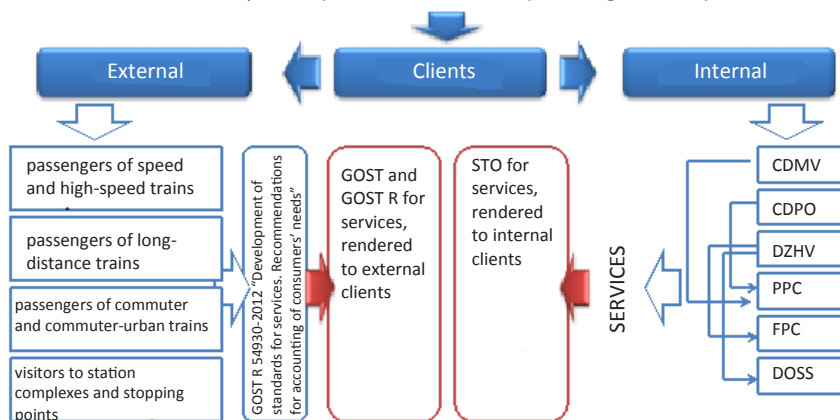 External
Clients
Internal
passengers of speed
and high-speed trains
passengers of long-
distance trains
passengers of commuter
and commuter-urban trains
visitors to station
complexes and stopping
points
GOST R 54930-2012 "Development of
standards for services. Recommendations
for accounting of consumers' needs"
GOST and
GOST R for
services,
rendered
to external
clients
STO for
services,
rendered
to internal
clients
SERVICES
CDMV
CDPO
DZHV
PPC
FPC
DOSS